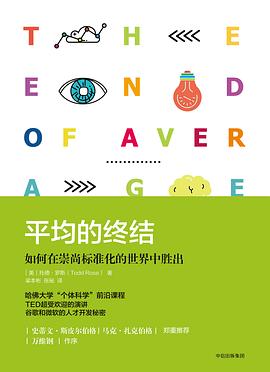 THE
END
OF AVER
AGE
平均的终结
如何在崇尚标准化的世界中胜出
[美]托德·罗斯(Todd Rose) 著
梁本彬 张秘 译
哈佛大学“个体科学”前沿课程
TED超受欢迎的演讲
谷歌和微软的人才开发秘密
史蒂文·斯皮尔伯格 马克·扎克伯格 郑重推荐
万维钢 作序
中信出版集团